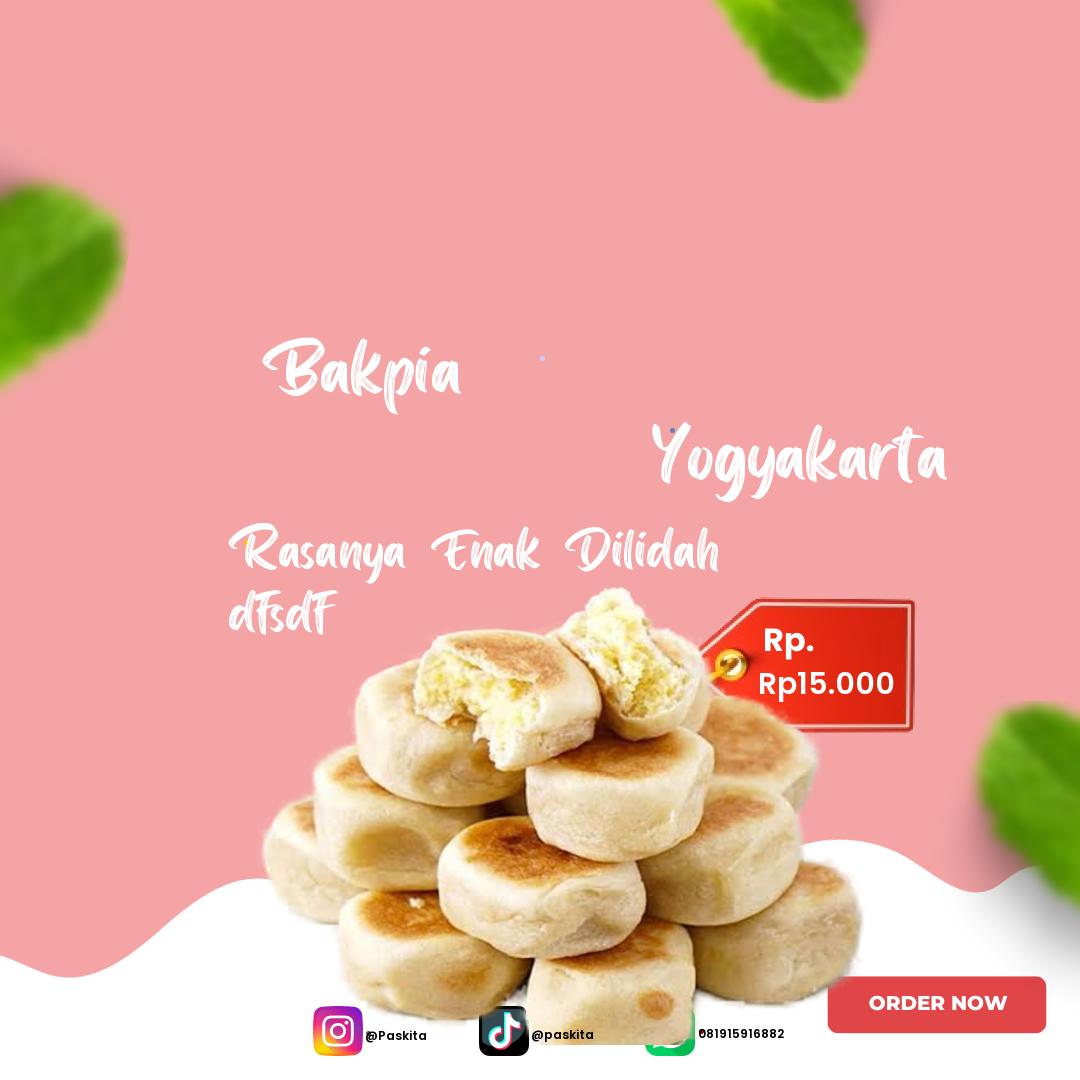 Bakpia
Yogyakarta
Rasanya Enak Dilidah
dFsdF
Rp.
Rp15.000
ORDER NOW
@Paskita
@paskita
081915916882